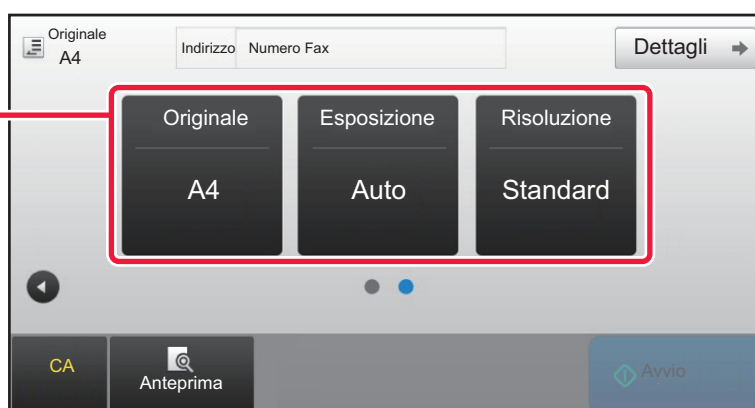 Originale
A4
Indirizzo Numero Fax
Dettagli
Originale
Esposizione
Risoluzione
A4
Auto
Standard
CA
Anteprima
Avvio